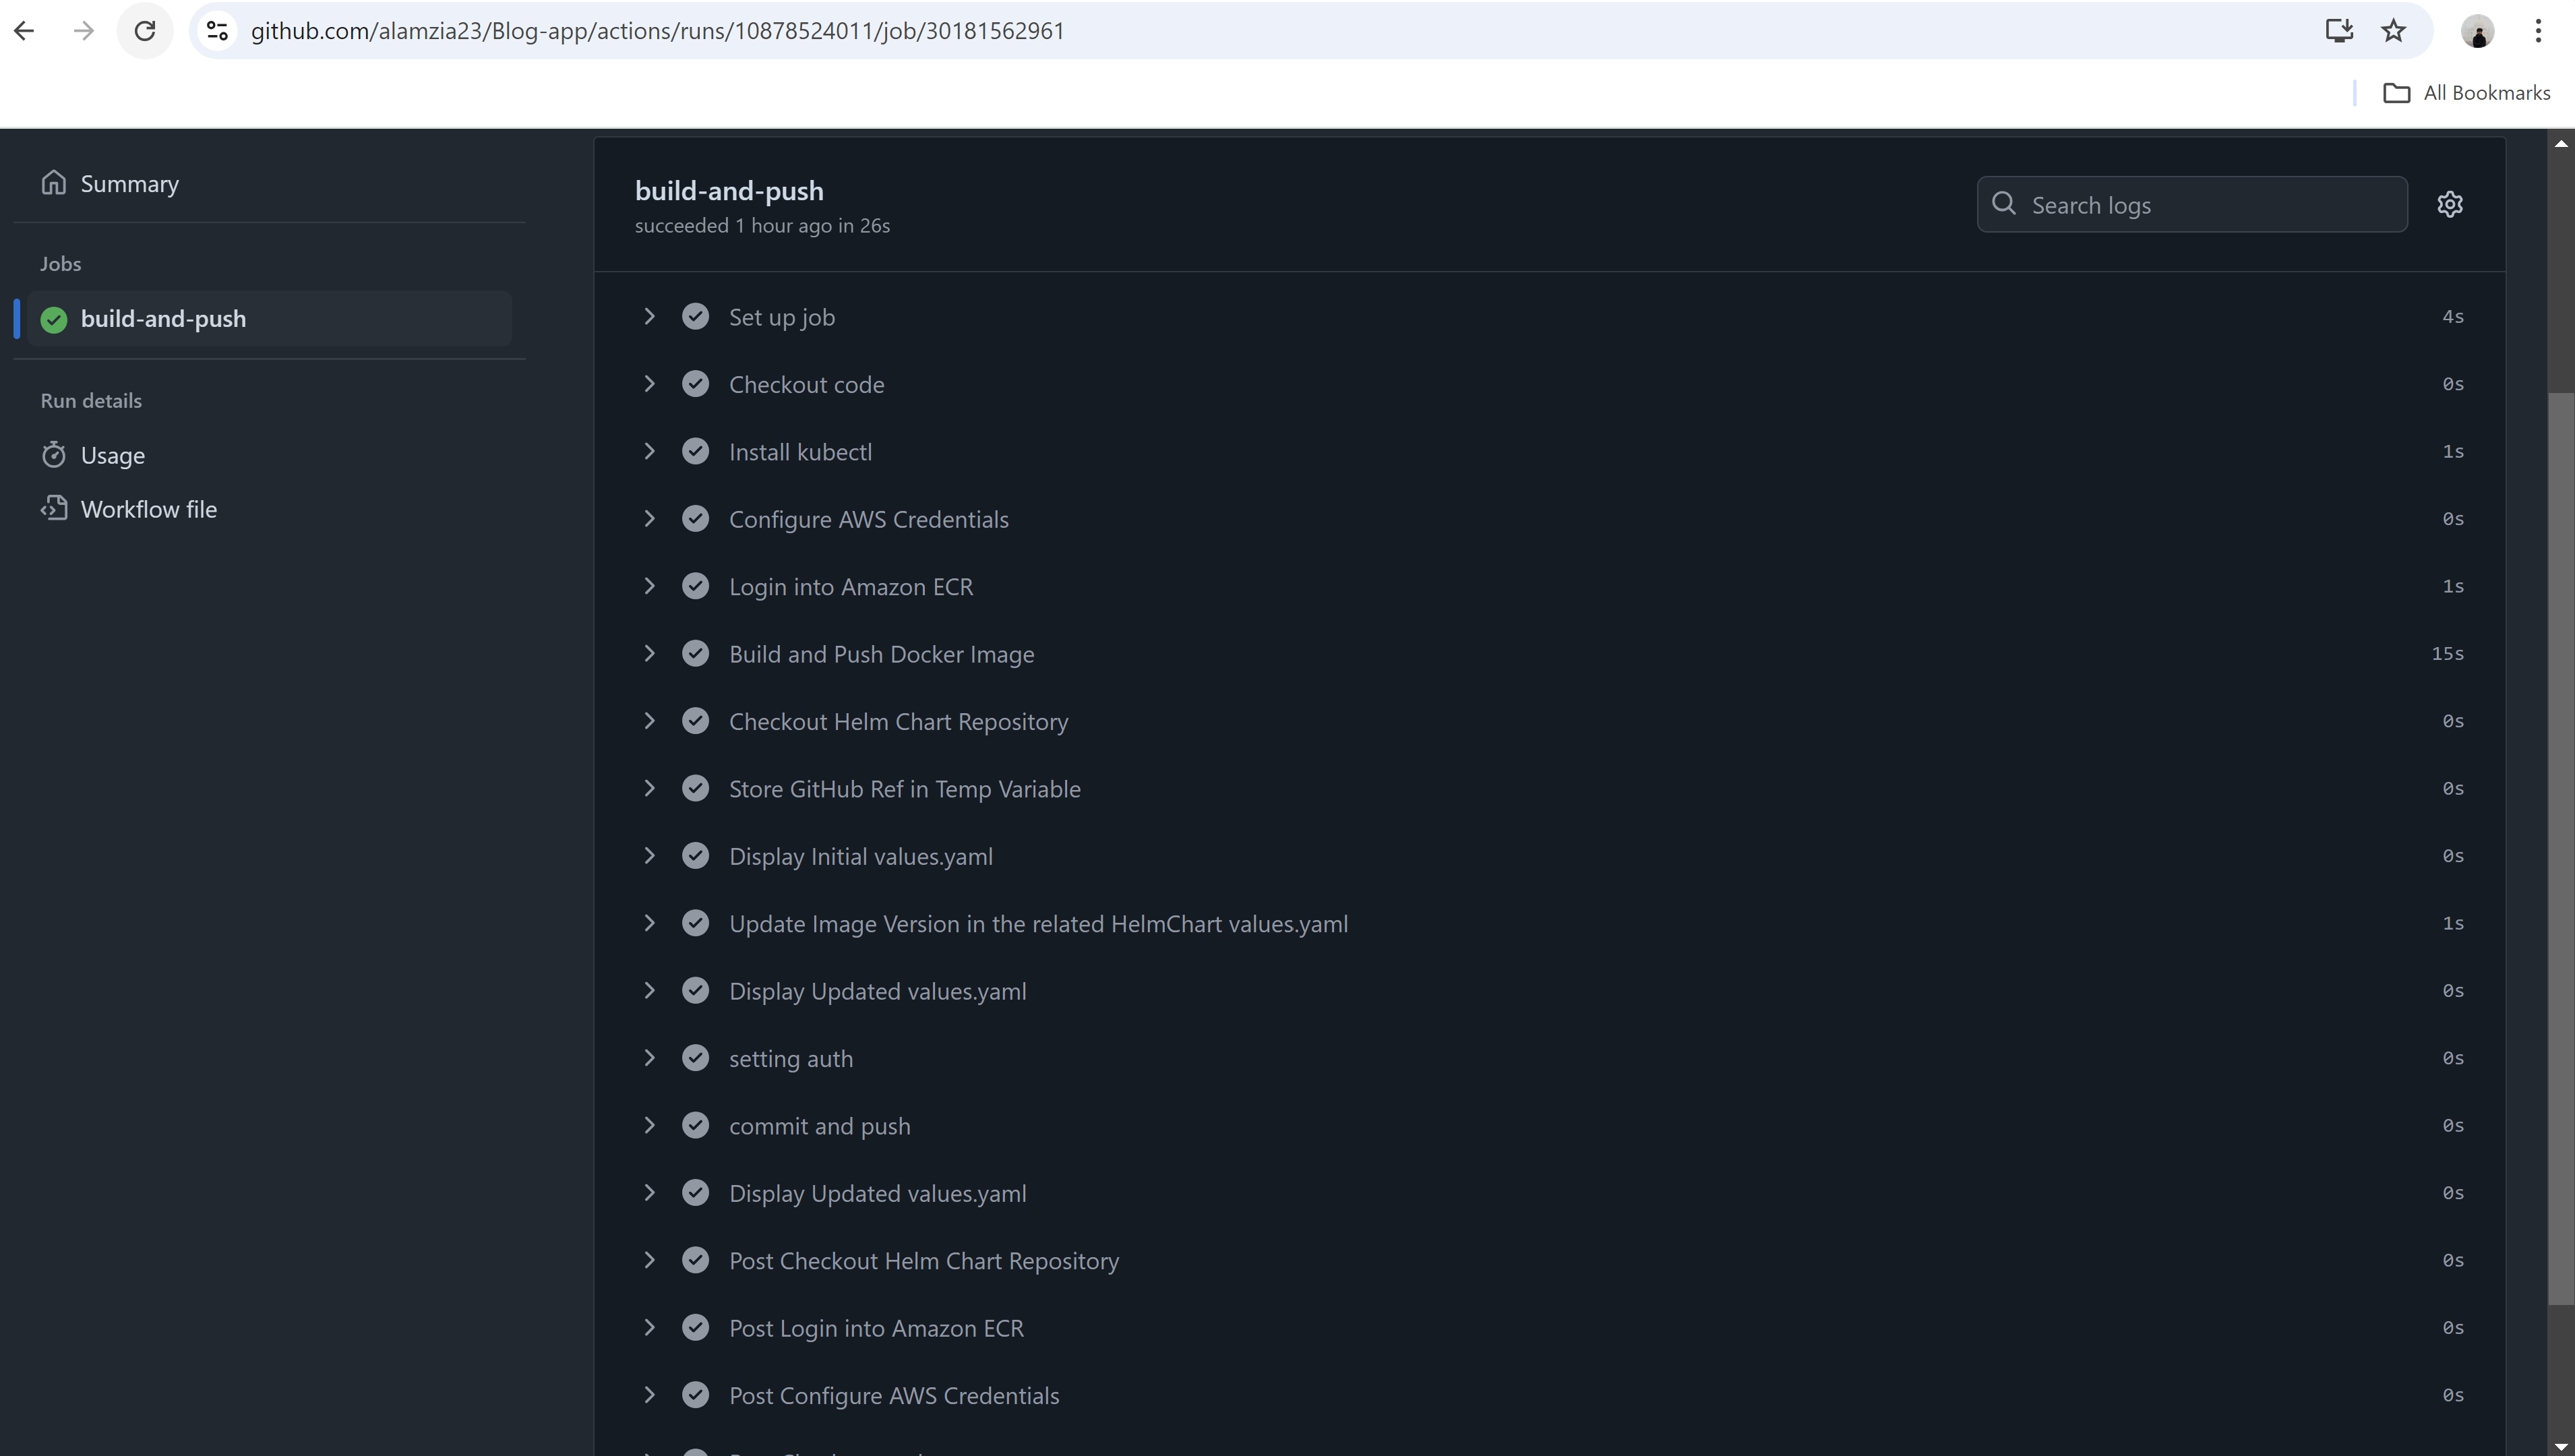 github.com/alamzia23/Blog-app/actions/runs/10878524011/job/30181562961
All Bookmarks
Summary
Jobs
build-and-push
Run details
Usage
Workflow file
build-and-push
succeeded 1 hour ago in 26s
Search logs
Set up job 4s
Checkout code 0s
Install kubectl 1s
Configure AWS Credentials 0s
Login into Amazon ECR 1s
Build and Push Docker Image 15s
Checkout Helm Chart Repository 0s
Store GitHub Ref in Temp Variable 0s
Display Initial values.yaml 0s
Update Image Version in the related HelmChart values.yaml 1s
Display Updated values.yaml 0s
setting auth 0s
commit and push 0s
Display Updated values.yaml 0s
Post Checkout Helm Chart Repository 0s
Post Login into Amazon ECR 0s
Post Configure AWS Credentials 0s